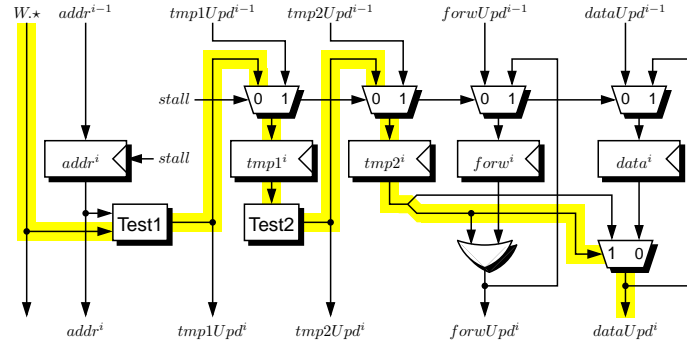 W.⋆ addr^{i−1} tmp1Upd^{i−1} tmp2Upd^{i−1} forwUpd^{i−1} dataUpd^{i−1}
stall 0 1 0 1 0 1 0 1
addr^i stall tmp1^i tmp2^i forw^i data^i
Test1 Test2
1 0
addr^i tmp1Upd^i tmp2Upd^i forwUpd^i dataUpd^i